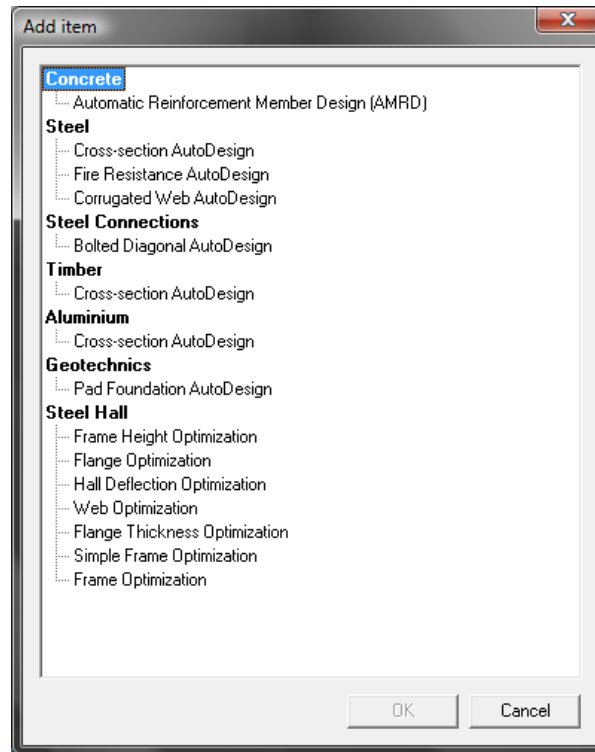 Add item
Concrete
Automatic Reinforcement Member Design (AMRD)
Steel
Cross-section AutoDesign
Fire Resistance AutoDesign
Corrugated Web AutoDesign
Steel Connections
Bolted Diagonal AutoDesign
Timber
Cross-section AutoDesign
Aluminium
Cross-section AutoDesign
Geotechnics
Pad Foundation AutoDesign
Steel Hall
Frame Height Optimization
Flange Optimization
Hall Deflection Optimization
Web Optimization
Flange Thickness Optimization
Simple Frame Optimization
Frame Optimization
OK Cancel